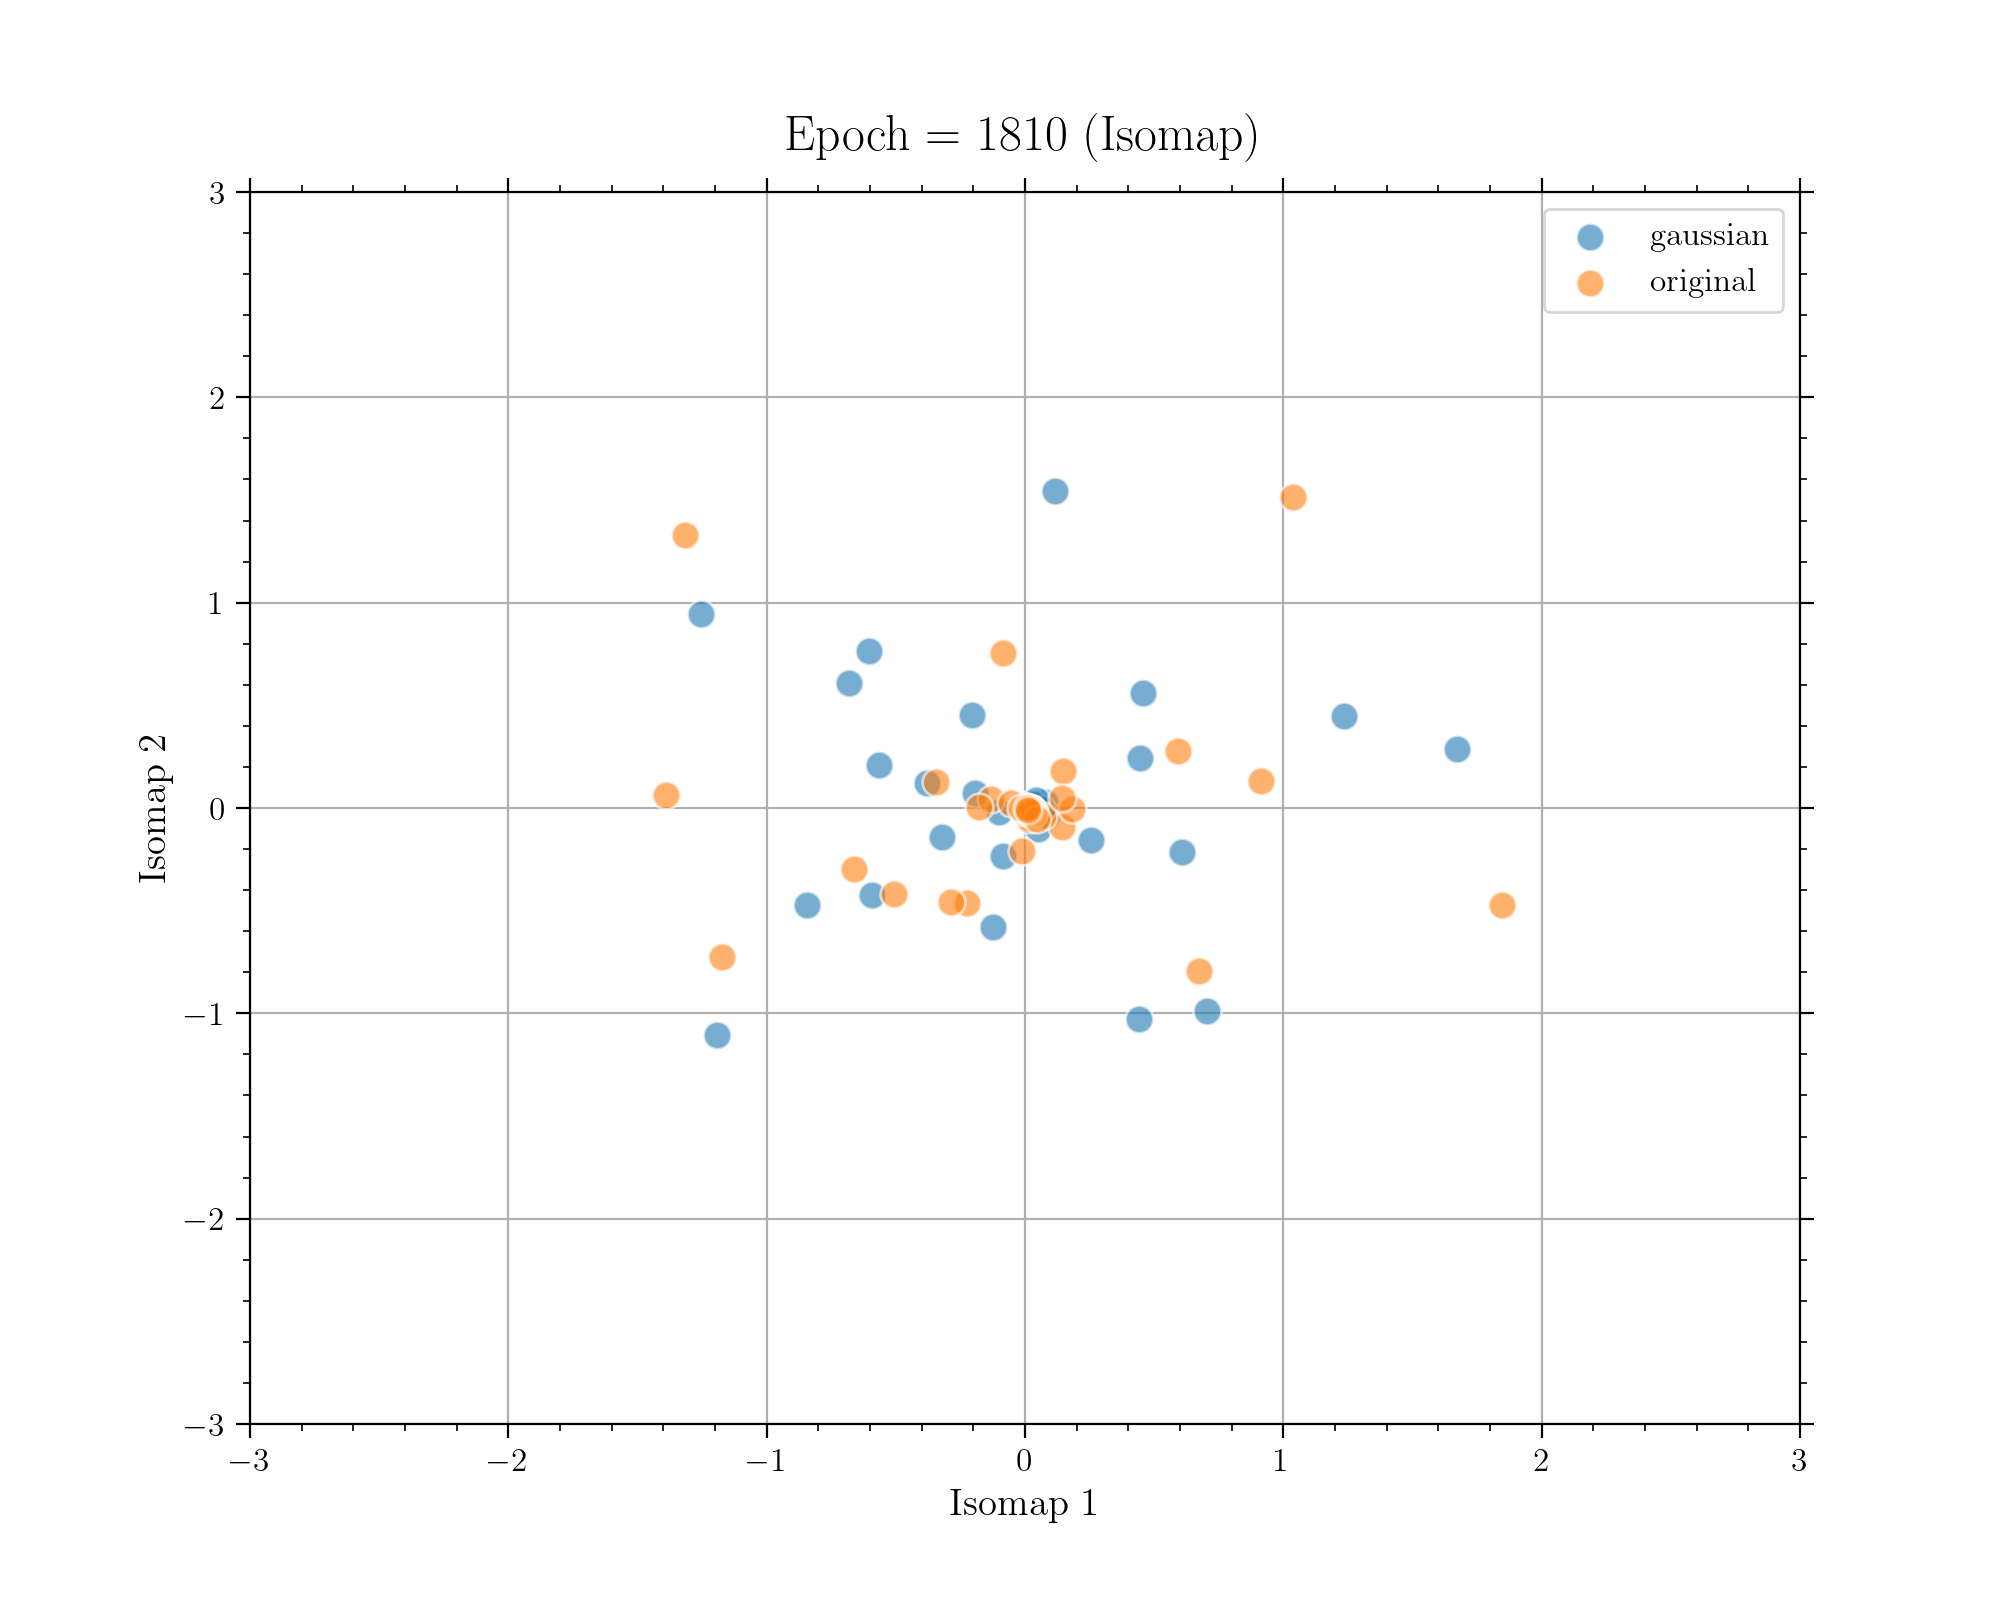 Epoch = 1810 (Isomap)
gaussian
original
3
2
1
0
−1
−2
−3
Isomap 2
−3
−2
−1
0
1
2
3
Isomap 1